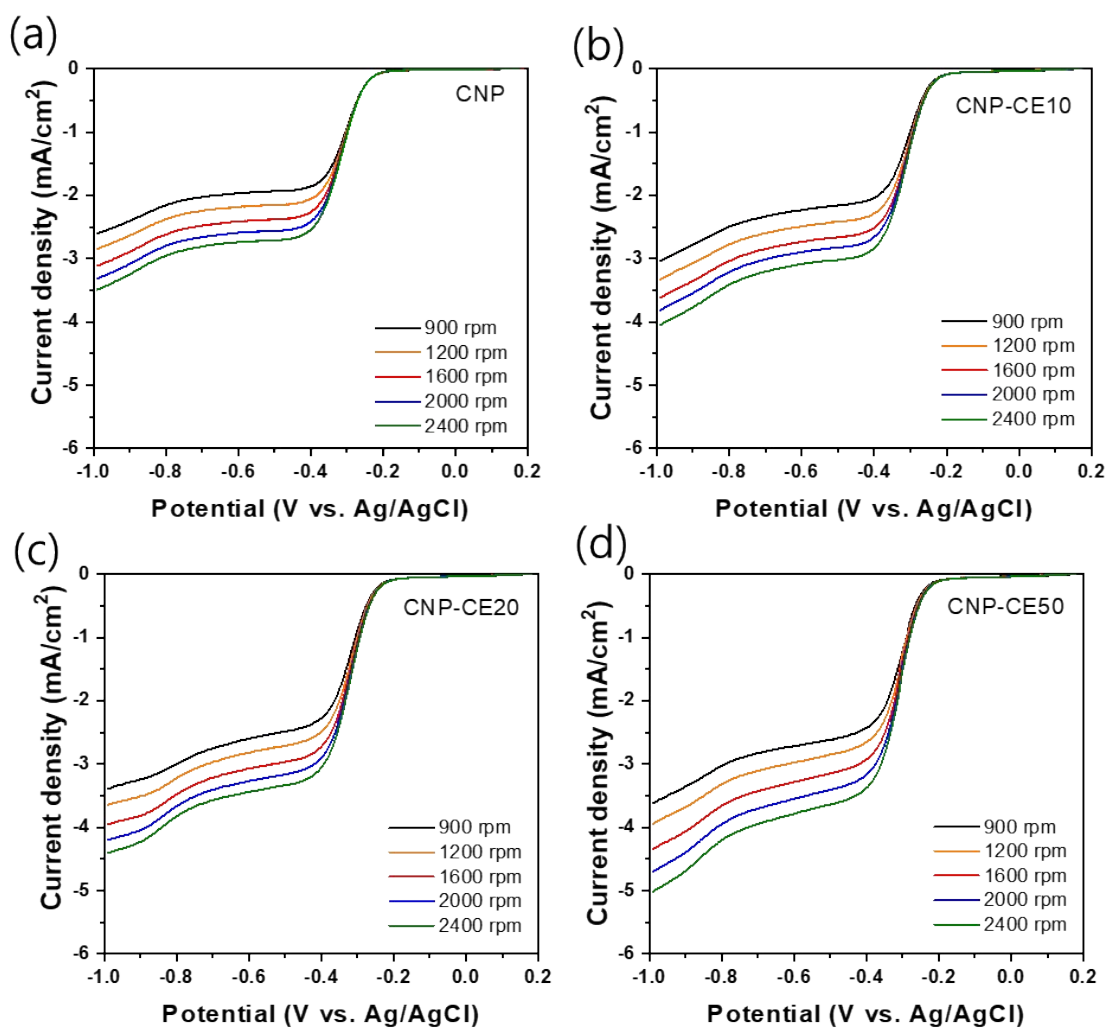 (a)
CNP
Current density (mA/cm²)
0
-1
-2
-3
-4
-5
-6
900 rpm
1200 rpm
1600 rpm
2000 rpm
2400 rpm
-1.0 -0.8 -0.6 -0.4 -0.2 0.0 0.2
Potential (V vs. Ag/AgCl)
(b)
CNP-CE10
Current density (mA/cm²)
0
-1
-2
-3
-4
-5
-6
900 rpm
1200 rpm
1600 rpm
2000 rpm
2400 rpm
-1.0 -0.8 -0.6 -0.4 -0.2 0.0 0.2
Potential (V vs. Ag/AgCl)
(c)
CNP-CE20
Current density (mA/cm²)
0
-1
-2
-3
-4
-5
-6
900 rpm
1200 rpm
1600 rpm
2000 rpm
2400 rpm
-1.0 -0.8 -0.6 -0.4 -0.2 0.0 0.2
Potential (V vs. Ag/AgCl)
(d)
CNP-CE50
Current density (mA/cm²)
0
-1
-2
-3
-4
-5
-6
900 rpm
1200 rpm
1600 rpm
2000 rpm
2400 rpm
-1.0 -0.8 -0.6 -0.4 -0.2 0.0 0.2
Potential (V vs. Ag/AgCl)